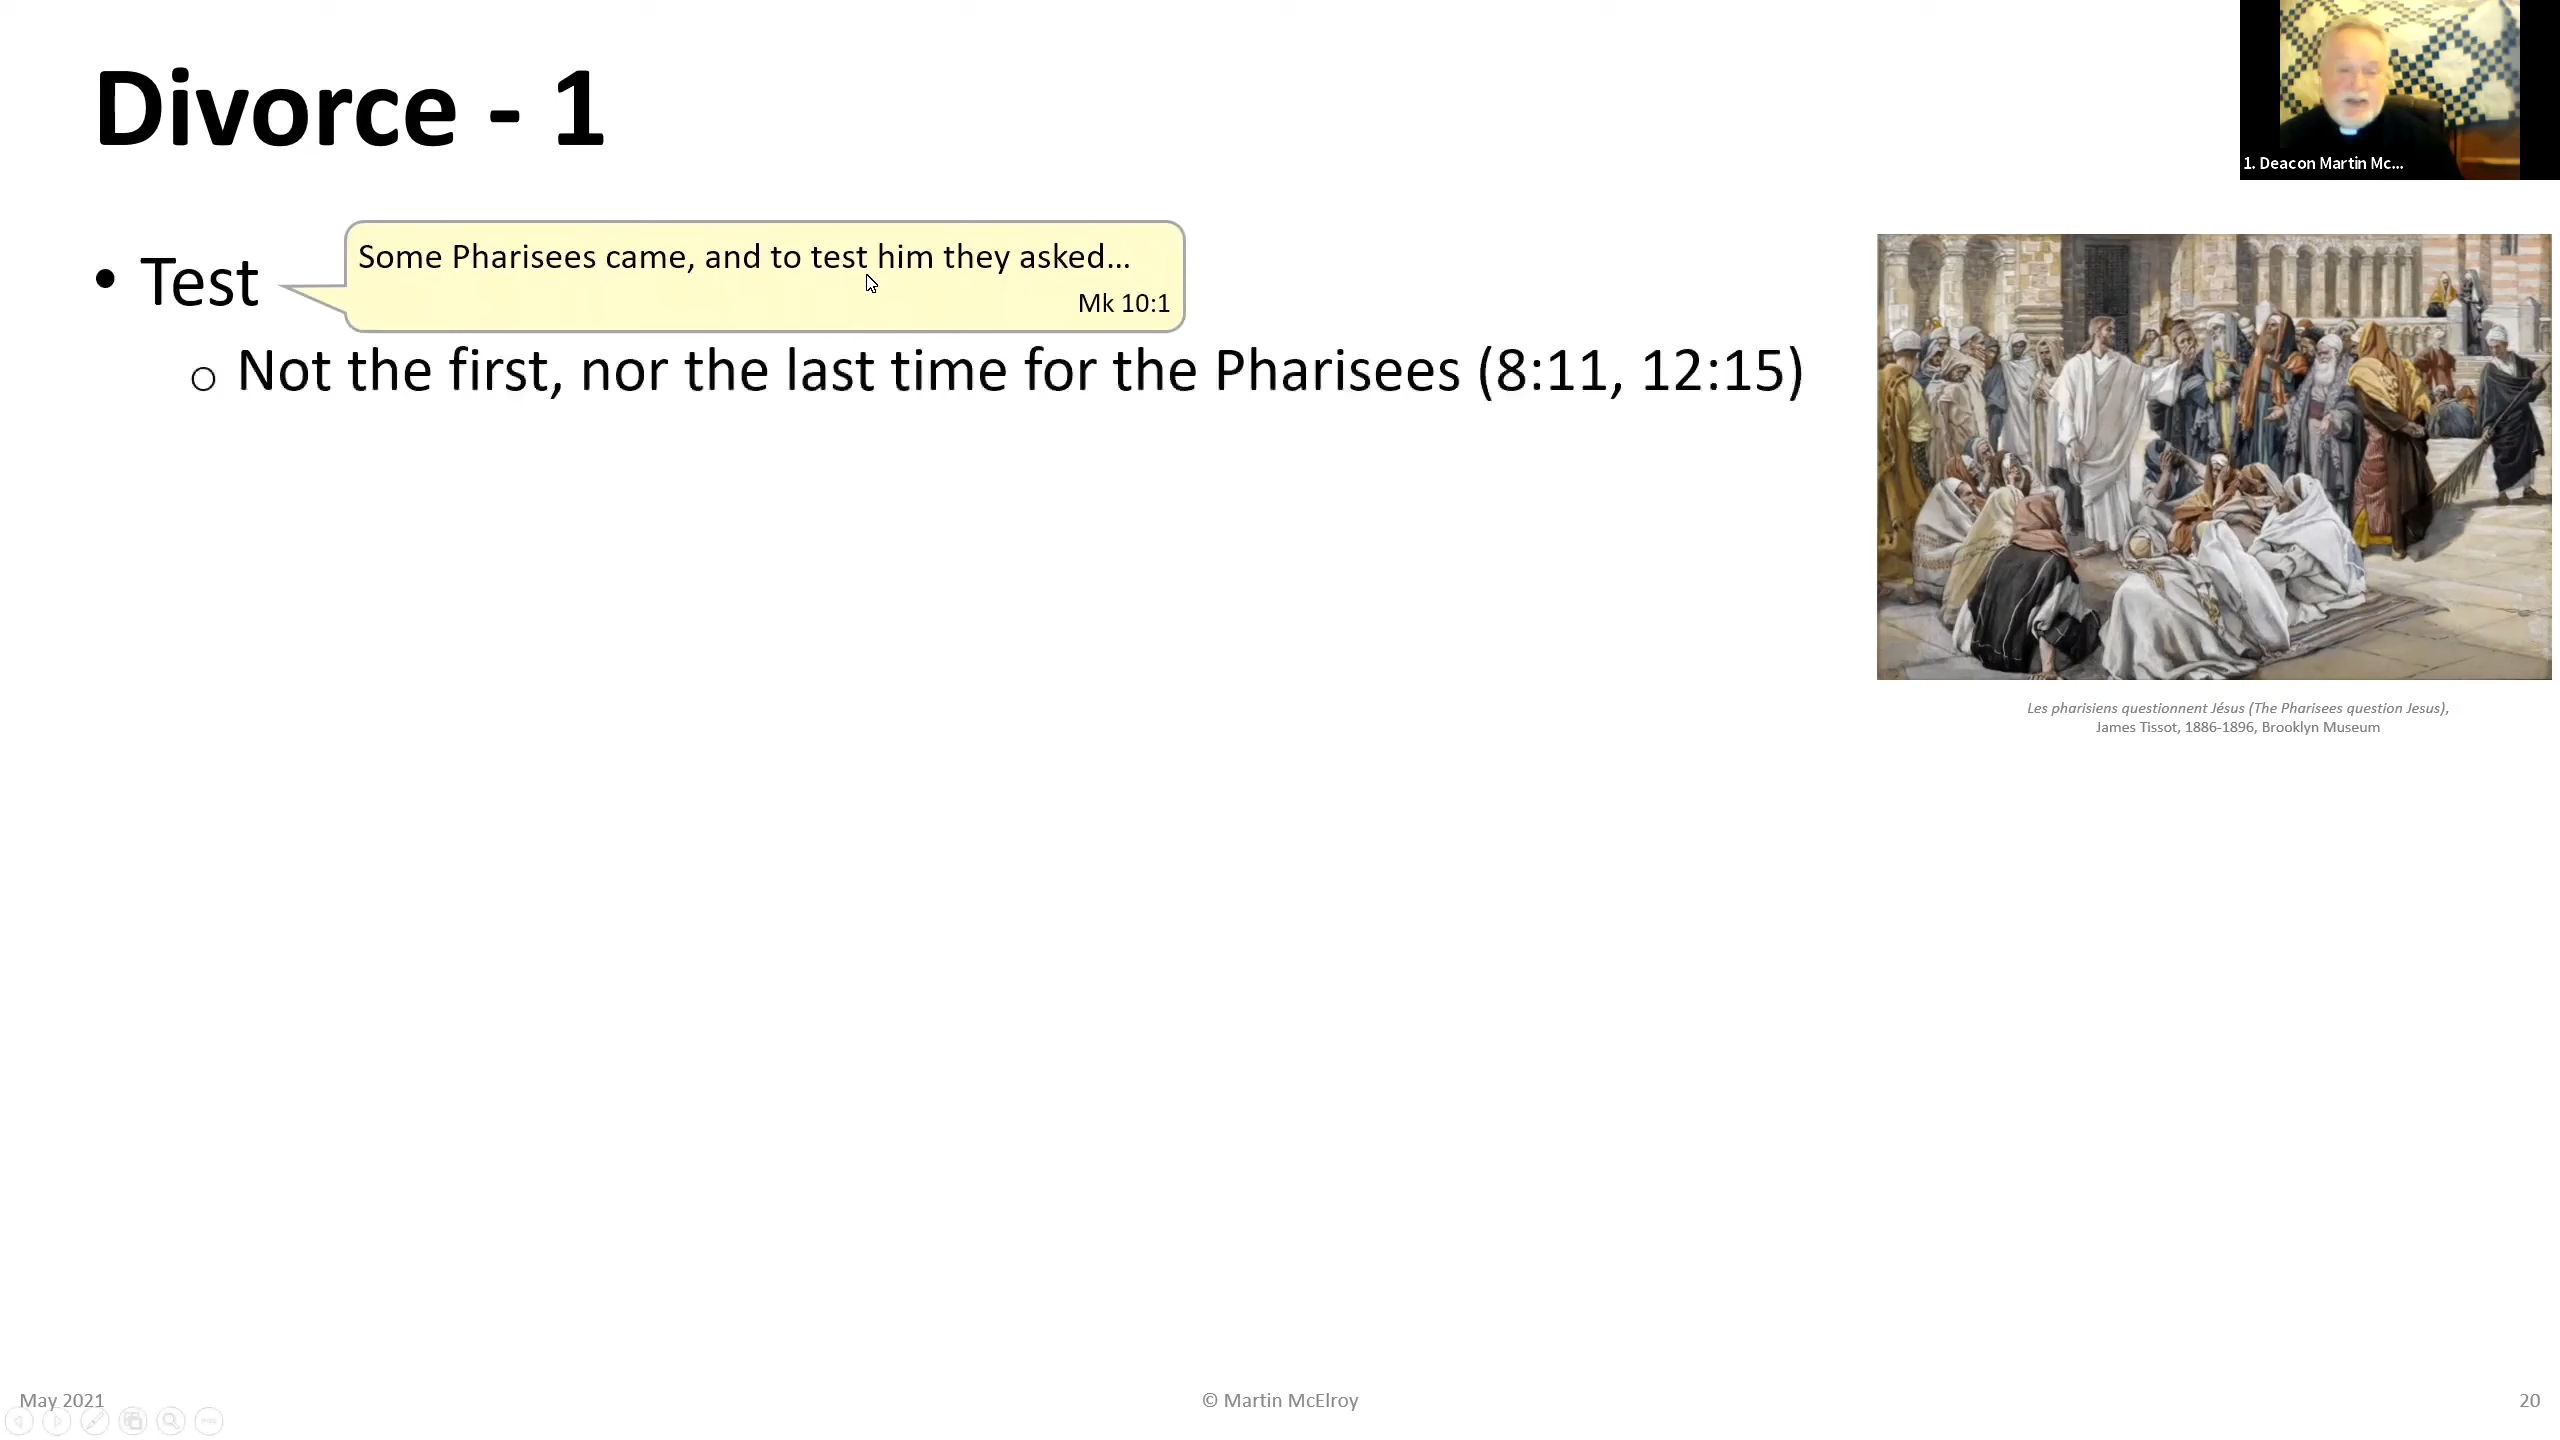 Divorce - 1
1. Deacon Martin Mc...
• Test
Some Pharisees came, and to test him they asked...
Mk 10:1
o Not the first, nor the last time for the Pharisees (8:11, 12:15)
Les pharisiens questionnent Jésus (The Pharisees question Jesus),
James Tissot, 1886-1896, Brooklyn Museum
May 2021
© Martin McElroy
20